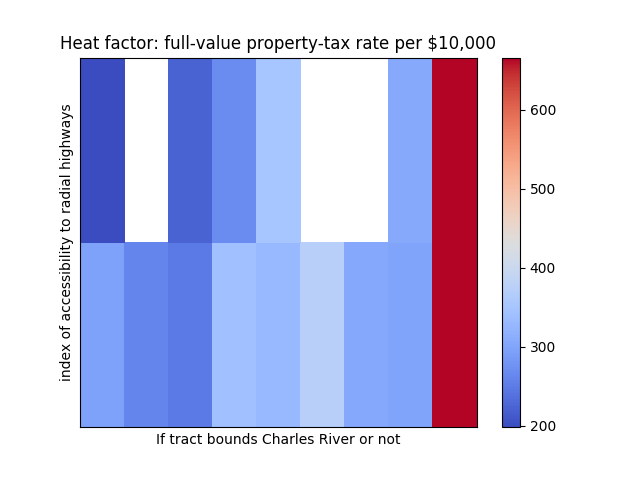 Heat factor: full-value property-tax rate per $10,000
index of accessibility to radial highways
If tract bounds Charles River or not
600
500
400
300
200